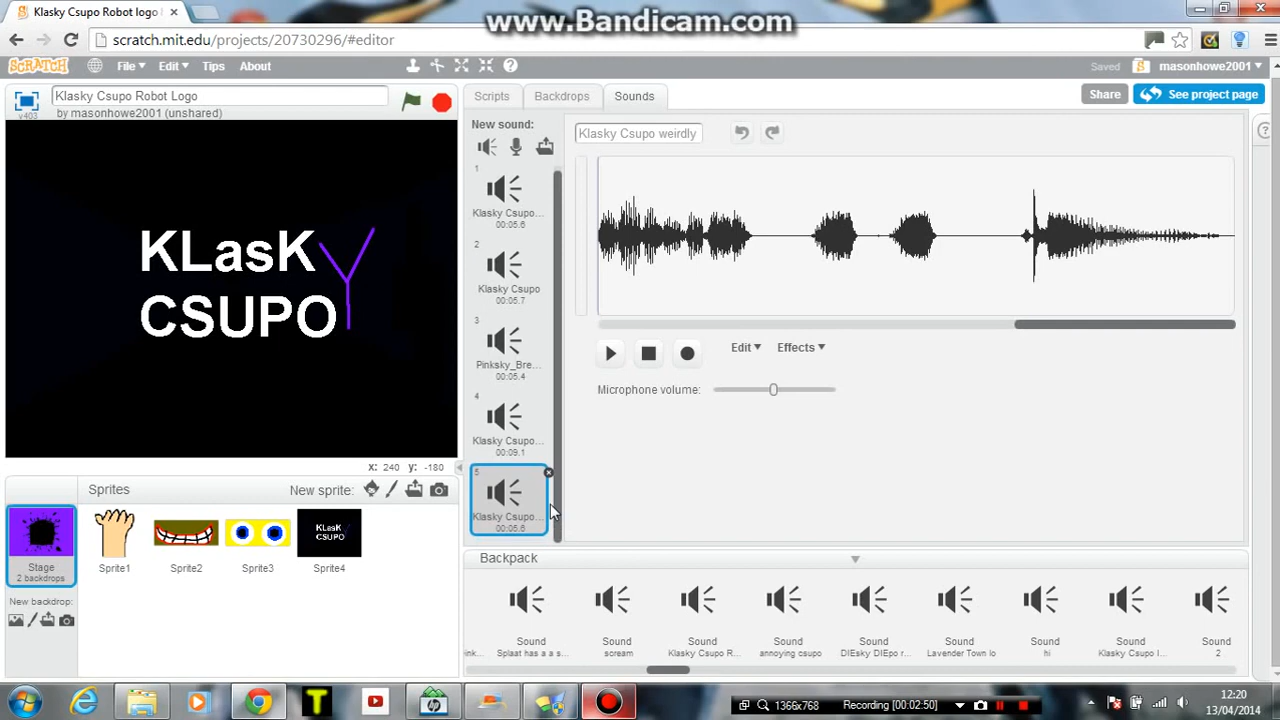 www.Bandicam.com
Klasky Csupo Robot logo
scratch.mit.edu/projects/20730296/#editor
SCRATCH
File
Edit
Tips
About
Saved
masonhowe2001
v403
Klasky Csupo Robot Logo
by masonhowe2001 (unshared)
Scripts
Backdrops
Sounds
Share
See project page
KLasKY
CSUPO
x: 240 y: -180
New sound:
1
Klasky Csupo...
00:05.6
2
Klasky Csupo
00:05.7
3
Pinksky_Bre...
00:05.4
4
Klasky Csupo...
00:09.1
5
Klasky Csupo...
00:05.6
Klasky Csupo weirdly
Edit
Effects
Microphone volume:
Sprites
New sprite:
Stage
2 backdrops
New backdrop:
Sprite1
Sprite2
Sprite3
KLasK
CSUPO
Sprite4
Backpack
Sound
Splaat has a a s...
Sound
scream
Sound
Klasky Csupo R...
Sound
annoying csupo
Sound
DIEsky DIEpo r...
Sound
Lavender Town lo
Sound
hi
Sound
Klasky Csupo l...
Sound
2
T
hp
1366x768
Recording [00:02:50]
12:20
13/04/2014